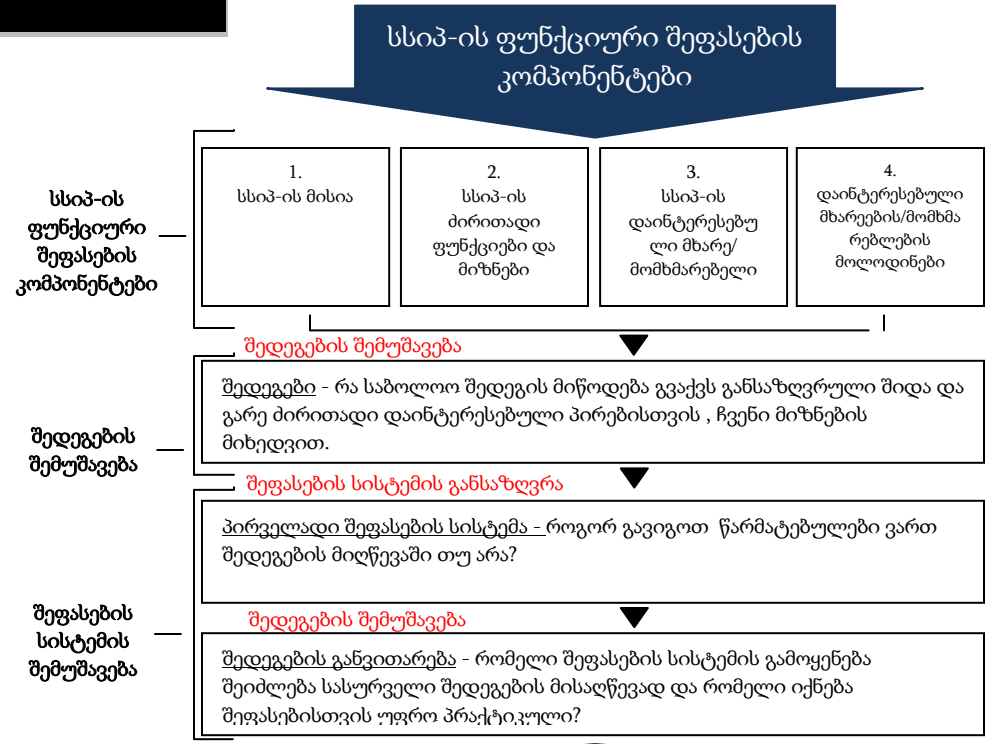 სსიპ-ის ფუნქციური შეფასების
კომპონენტები
სსიპ-ის
ფუნქციური
შეფასების
კომპონენტები
1.
სსიპ-ის მისია
2.
სსიპ-ის
ძირითადი
ფუნქციები და
მიზნები
3.
სსიპ-ის
დაინტერესებუ
ლი მხარე/
მომხმარებელი
4.
დაინტერესებული
მხარეების/მომხმა
რებლების
მოლოდინები
შედეგების შემუშავება
შედეგების
შემუშავება
შედეგები - რა საბოლოო შედეგის მიწოდება გვაქვს განსაზღვრული შიდა და
გარე ძირითადი დაინტერესებული პირებისთვის , ჩვენი მიზნების
მიხედვით.
შეფასების სისტემის განსაზღვრა
შეფასების
სისტემის
შემუშავება
პირველადი შეფასების სისტემა - როგორ გავიგოთ წარმატებულები ვართ
შედეგების მიღწევაში თუ არა?
შედეგების შემუშავება
შედეგების განვითარება - რომელი შეფასების სისტემის გამოყენება
შეიძლება სასურველი შედეგების მისაღწევად და რომელი იქნება
შეფასებისთვის უფრო პრაქტიკული?